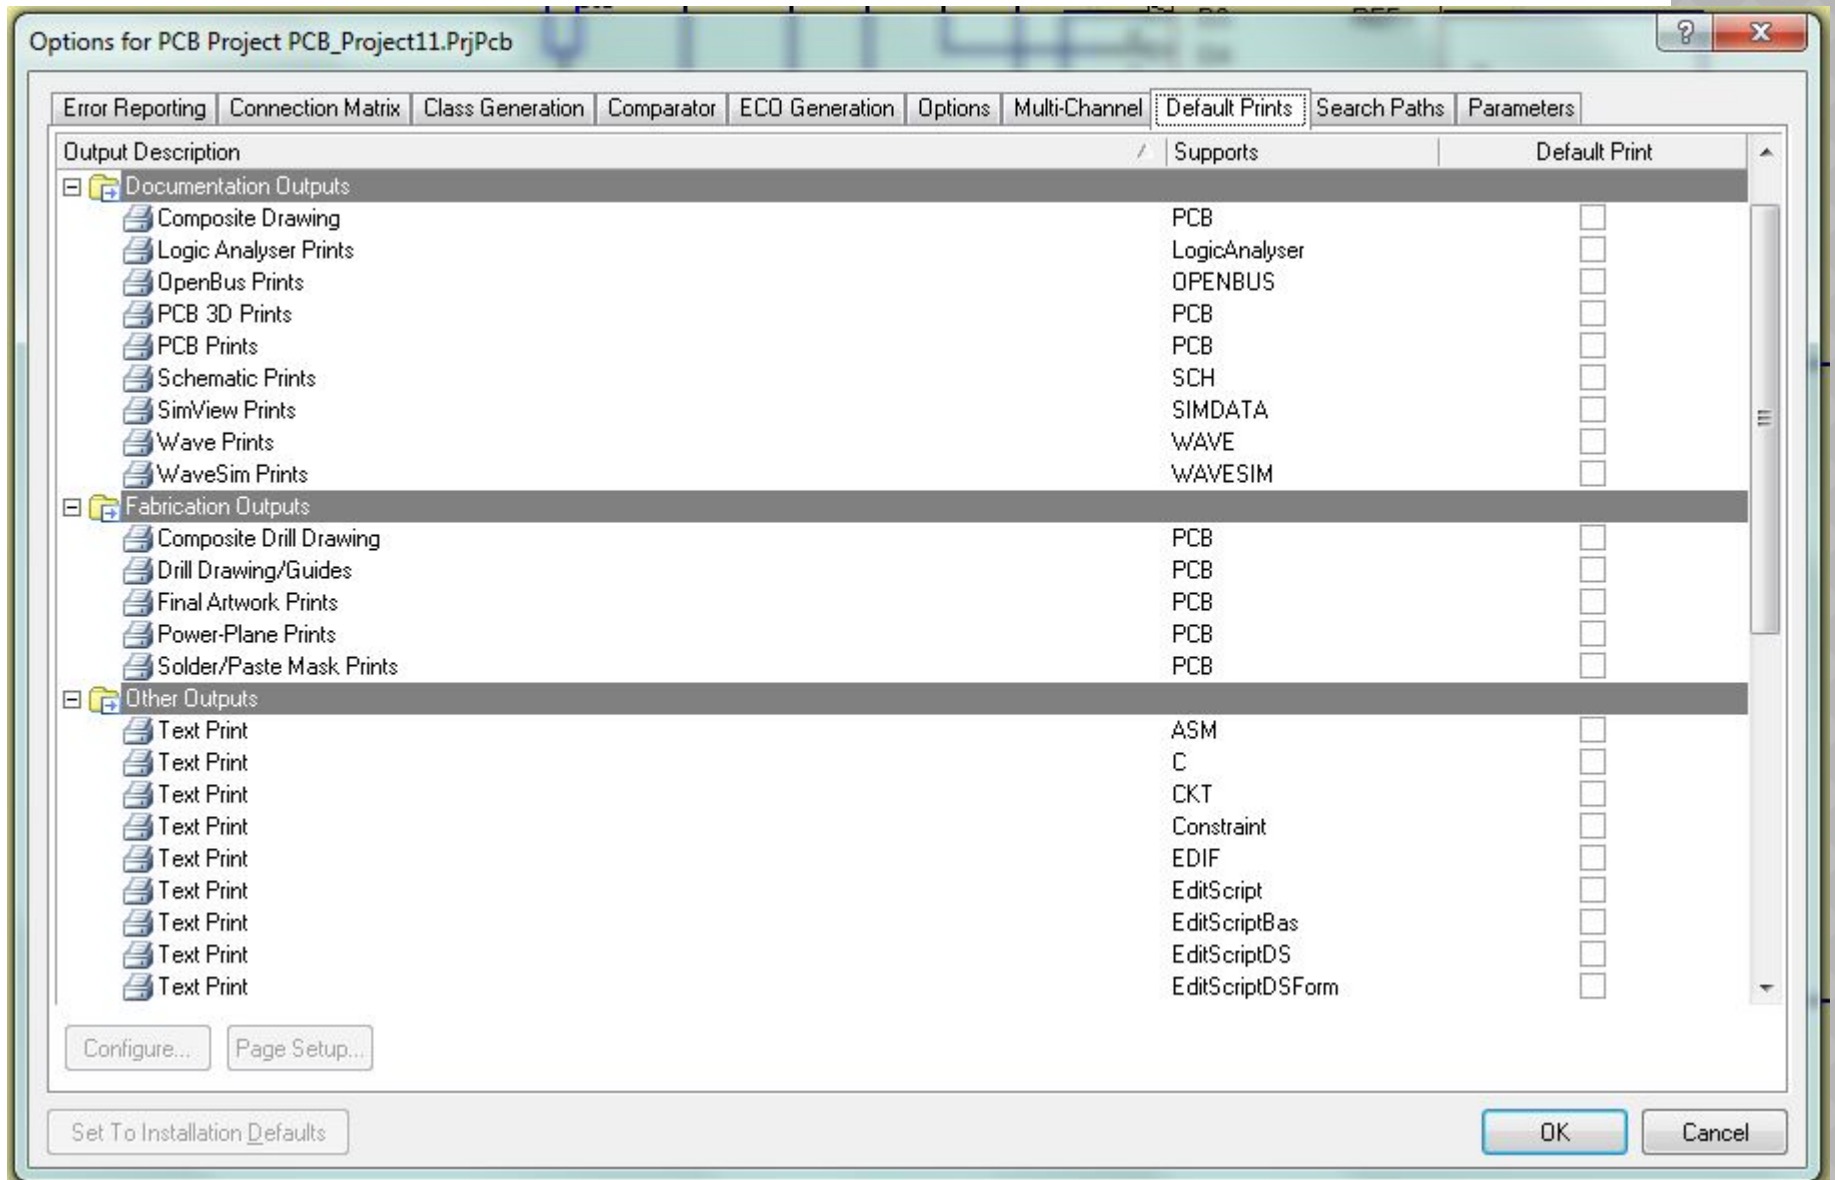 Options for PCB Project PCB_Project11.PrjPcb
Error Reporting Connection Matrix Class Generation Comparator ECO Generation Options Multi-Channel Default Prints Search Paths Parameters
Output Description Supports Default Print
Documentation Outputs
Composite Drawing PCB
Logic Analyser Prints LogicAnalyser
OpenBus Prints OPENBUS
PCB 3D Prints PCB
PCB Prints PCB
Schematic Prints SCH
SimView Prints SIMDATA
Wave Prints WAVE
WaveSim Prints WAVESIM
Fabrication Outputs
Composite Drill Drawing PCB
Drill Drawing/Guides PCB
Final Artwork Prints PCB
Power-Plane Prints PCB
Solder/Paste Mask Prints PCB
Other Outputs
Text Print ASM
Text Print C
Text Print CKT
Text Print Constraint
Text Print EDIF
Text Print EditScript
Text Print EditScriptBas
Text Print EditScriptDS
Text Print EditScriptDSForm
Configure... Page Setup...
Set To Installation Defaults OK Cancel